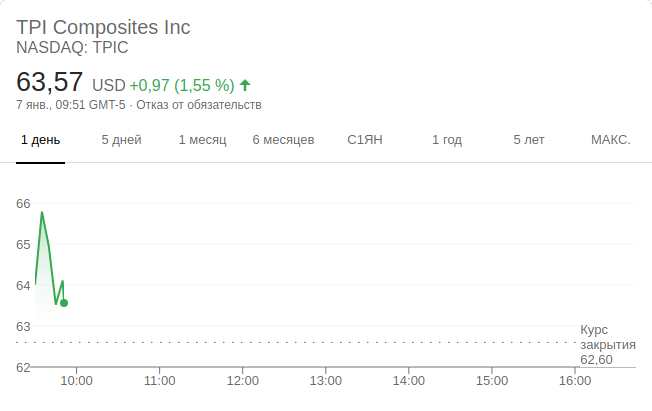 TPI Composites Inc
NASDAQ: TPIC
63,57 USD +0,97 (1,55 %)
7 янв., 09:51 GMT-5 · Отказ от обязательств
1 день 5 дней 1 месяц 6 месяцев С1ЯН 1 год 5 лет МАКС.
66
65
64
63
Курс
закрытия
62,60
62
10:00 11:00 12:00 13:00 14:00 15:00 16:00